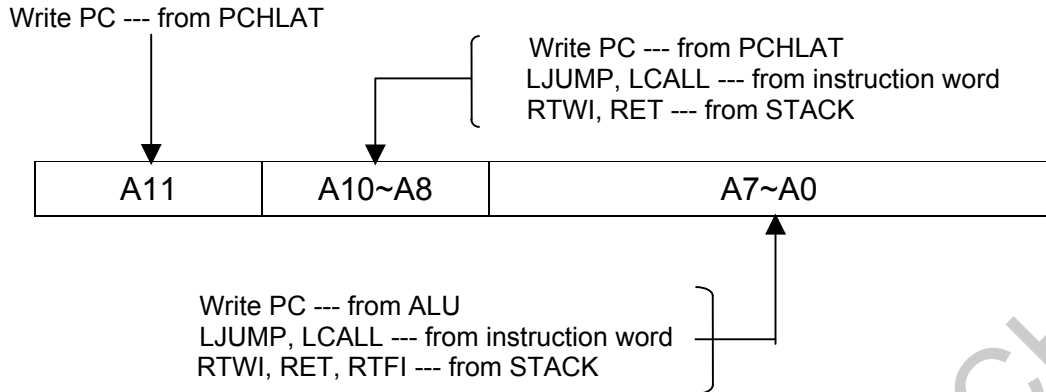 Write PC --- from PCHLAT
Write PC --- from PCHLAT
LJUMP, LCALL --- from instruction word
RTWI, RET --- from STACK
A11 A10~A8 A7~A0
Write PC --- from ALU
LJUMP, LCALL --- from instruction word
RTWI, RET, RTFI --- from STACK